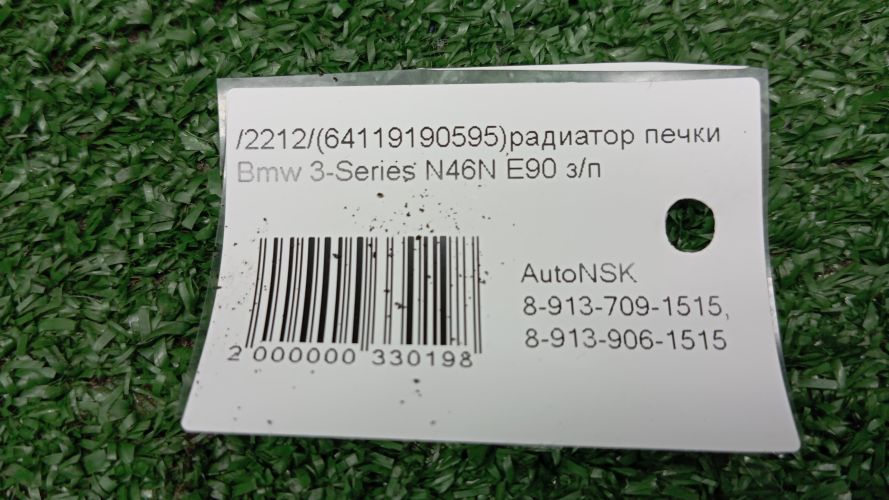 /2212/(64119190595)радиатор печки
Bmw 3-Series N46N E90 з/п
AutoNSK
8-913-709-1515,
8-913-906-1515
2 000000 330198